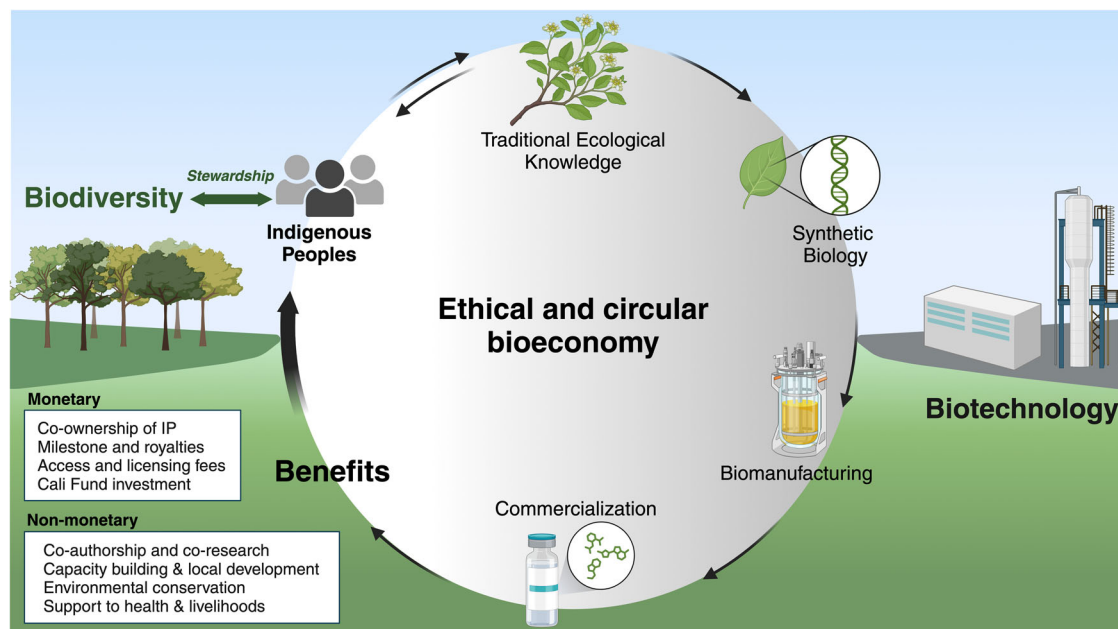 Traditional Ecological
Knowledge
Stewardship
Biodiversity
Indigenous
Peoples
Synthetic
Biology
Ethical and circular
bioeconomy
Biotechnology
Biomanufacturing
Commercialization
Benefits
Monetary
Co-ownership of IP
Milestone and royalties
Access and licensing fees
Cali Fund investment
Non-monetary
Co-authorship and co-research
Capacity building & local development
Environmental conservation
Support to health & livelihoods